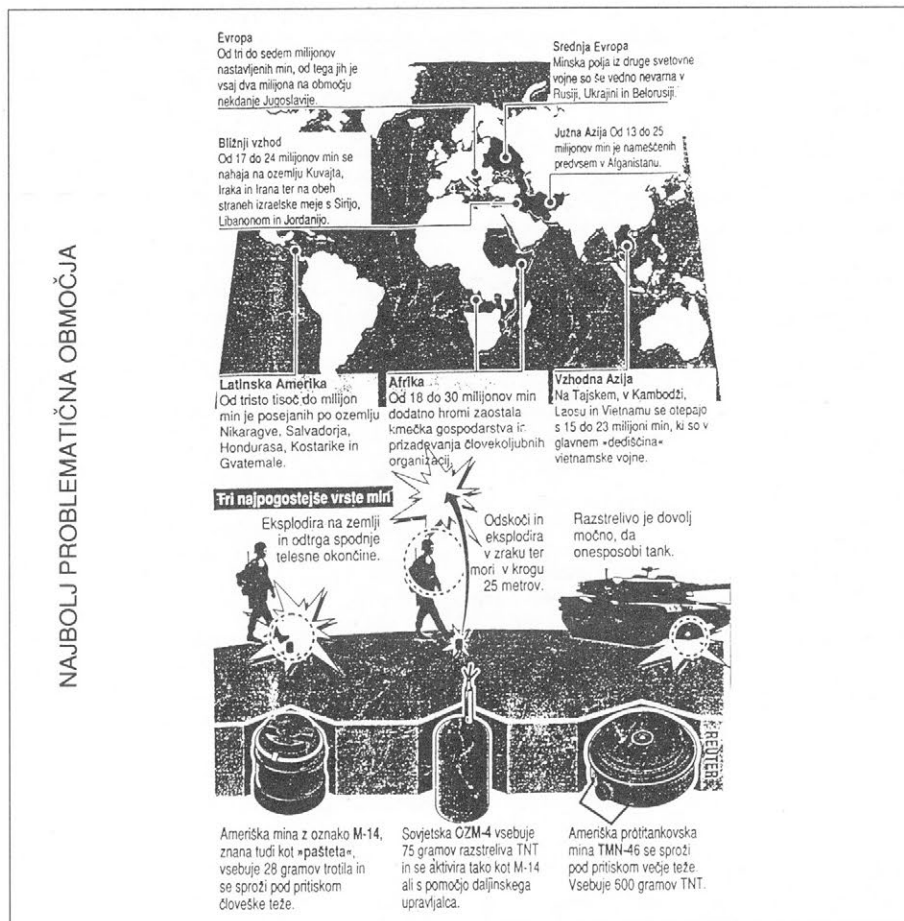 NAJBOLJ PROBLEMATIČNA OBMOČJA
Evropa
Od tri do sedem milijonov
nastavljenih min, od tega jih je
vsaj dva milijona na območju
nekdanje Jugoslavije.
Srednja Evropa
Minska polja iz druge svetovne
vojne so še vedno nevarna v
Rusiji, Ukrajini in Belorusiji.
Bližnji vzhod
Od 17 do 24 milijonov min se
nahaja na ozemlju Kuvajta,
Iraka in Irana ter na obeh
straneh izraelske meje s Sirijo,
Libanonom in Jordanijo.
Južna Azija Od 13 do 25
milijonov min je nameščenih
predvsem v Afganistanu.
Latinska Amerika
Od tristo tisoč do milijon
min je posejanih po ozemlju
Nikaragve, Salvadorja,
Hondurasa, Kostarike in
Gvatemale.
Afrika
Od 18 do 30 milijonov min
dodatno hromi zaostala
kmečka gospodarstva in
prizadevanja človekoljubnih
organizacij.
Vzhodna Azija
Na Tajskem, v Kambodži,
Laosu in Vietnamu se otepajo
s 15 do 23 milijoni min, ki so v
glavnem »dediščina«
vietnamske vojne.
Tri najpogostejše vrste min
Eksplodira na zemlji
in odtrga spodnje
telesne okončine.
Odskoči in
eksplodira
v zraku ter
mori v krogu
25 metrov.
Razstrelivo je dovolj
močno, da
onesposobi tank.
REUTER
Ameriška mina z oznako M-14,
znana tudi kot »pašteta«,
vsebuje 28 gramov trotila in
se sproži pod pritiskom
človeške teže.
Sovjetska OZM-4 vsebuje
75 gramov razstreliva TNT
in se aktivira tako kot M-14
ali s pomočjo daljinskega
upravljalca.
Ameriška protitankovska
mina TMN-46 se sproži
pod pritiskom večje teže.
Vsebuje 500 gramov TNT.